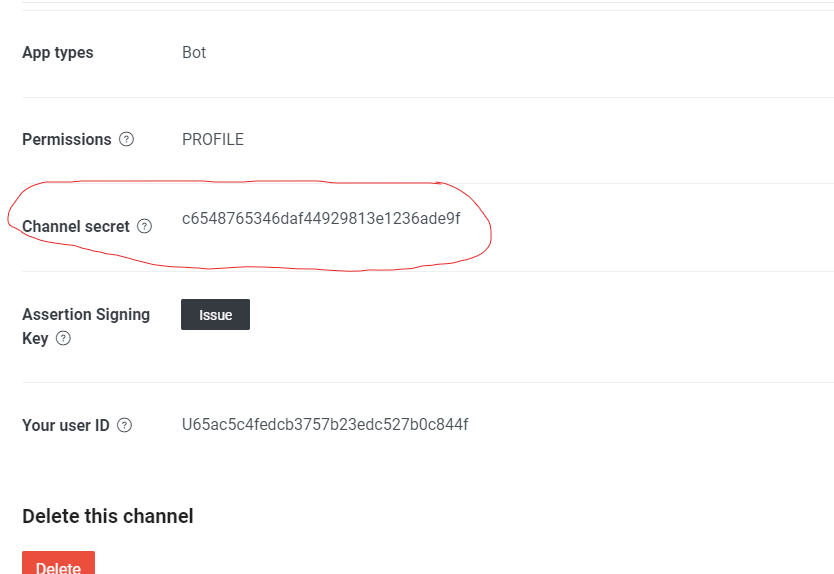 App types Bot
Permissions ? PROFILE
Channel secret ? c6548765346daf44929813e1236ade9f
Assertion Signing Issue
Key ?
Your user ID ? U65ac5c4fedcb3757b23edc527b0c844f
Delete this channel
Delete